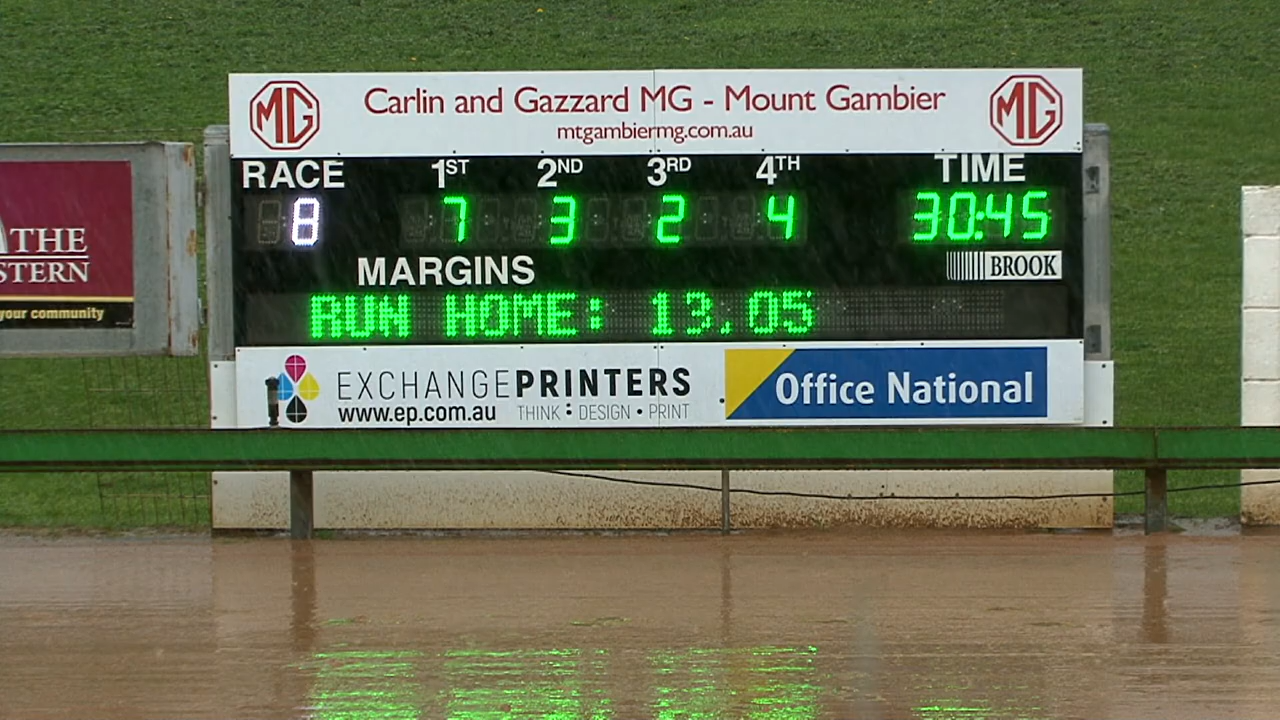 MG Carlin and Gazzard MG - Mount Gambier MG
mtgambiermg.com.au
RACE 1ST 2ND 3RD 4TH TIME
8 7 3 2 4 30:45
MARGINS BROOK
RUN HOME: 13.05
EXCHANGEPRINTERS
www.ep.com.au THINK : DESIGN • PRINT
Office National
THE
STERN
your community